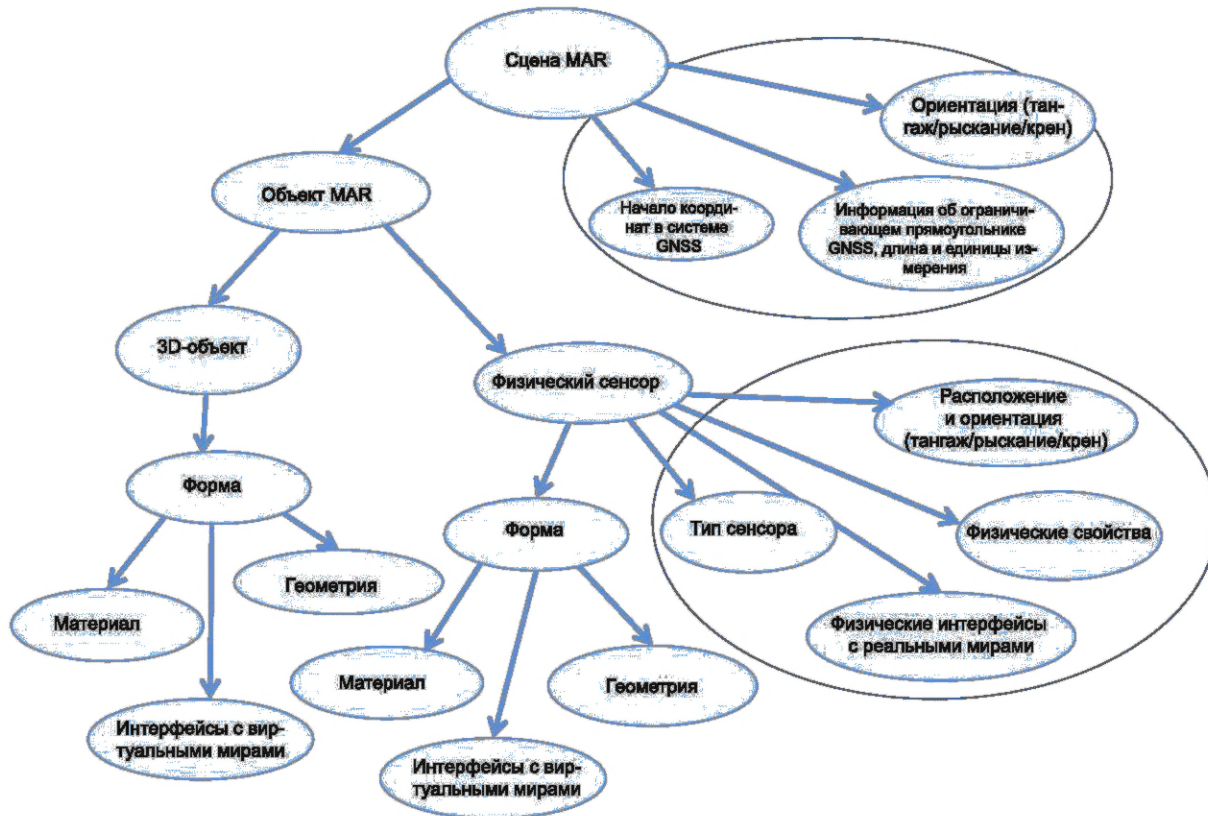 Сцена MAR
Ориентация (тан-
гаж/рыскание/крен)
Объект MAR
Начало коорди-
нат в системе
GNSS
Информация об ограничи-
вающем прямоугольнике
GNSS, длина и единицы из-
мерения
3D-объект
Физический сенсор
Расположение
и ориентация
(тангаж/рыскание/крен)
Форма
Форма
Тип сенсора
Физические свойства
Геометрия
Материал
Физические интерфейсы
с реальными мирами
Материал
Геометрия
Интерфейсы с вир-
туальными мирами
Интерфейсы с вир-
туальными мирами